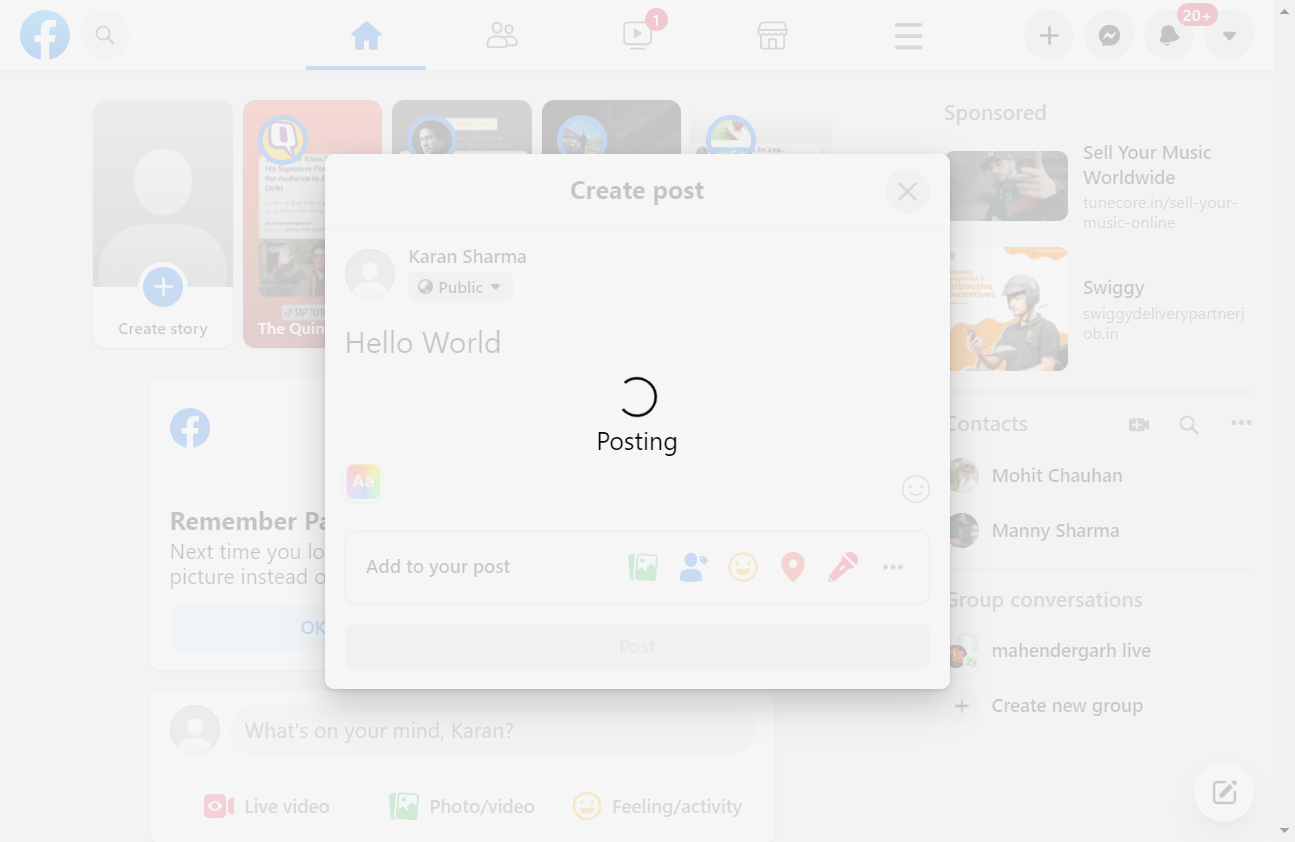 1
20+
Create story
The Quin
Create post
Karan Sharma
Public
Hello World
Posting
Aa
Add to your post
Post
Remember Pa
Next time you lo
picture instead o
OK
What's on your mind, Karan?
Live video
Photo/video
Feeling/activity
Sponsored
Sell Your Music
Worldwide
tunecore.in/sell-your-
music-online
Swiggy
swiggydeliverypartnerj
ob.in
Contacts
Mohit Chauhan
Manny Sharma
Group conversations
2y
mahendergarh live
Create new group